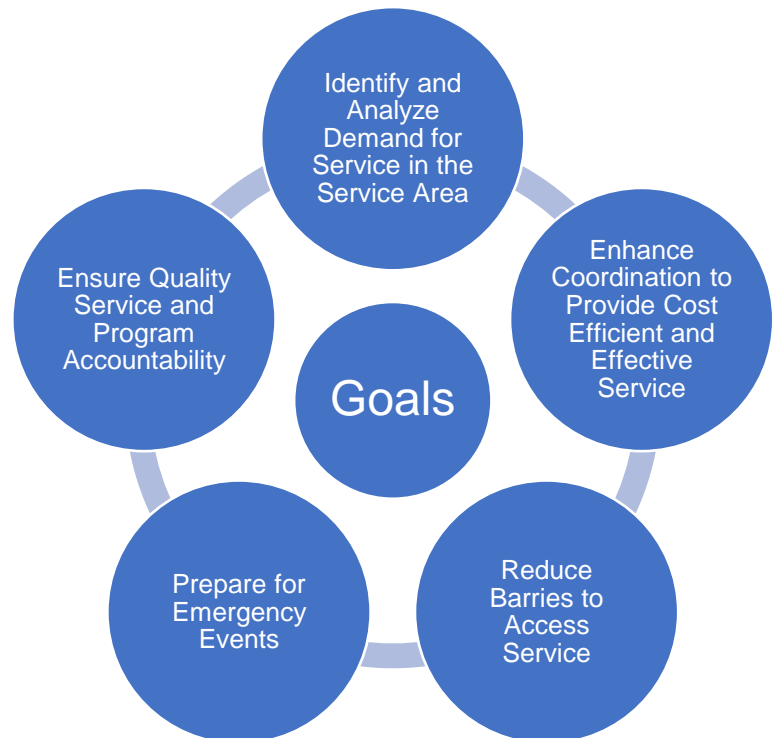 Identify and
Analyze
Demand for
Service in the
Service Area
Enhance
Coordination to
Provide Cost
Efficient and
Effective
Service
Reduce
Barries to
Access
Service
Prepare for
Emergency
Events
Ensure Quality
Service and
Program
Accountability
Goals